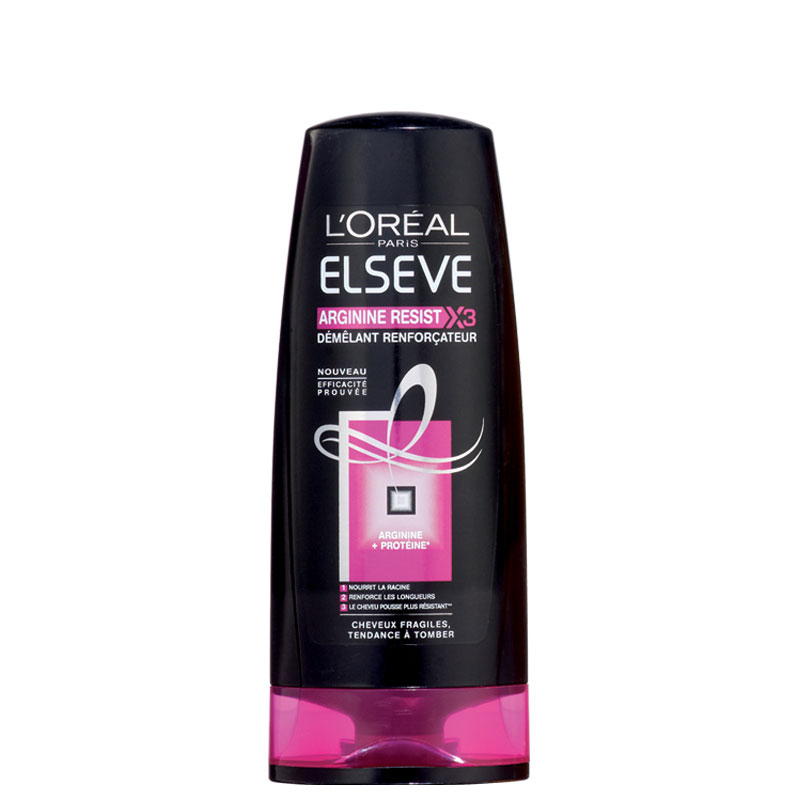 L'ORÉAL
PARIS
ELSEVE
ARGININE RESIST X3
DÉMÊLANT RENFORÇATEUR
NOUVEAU
EFFICACITÉ
PROUVÉE
ARGININE
+ PROTÉINE*
1 NOURRIT LA RACINE
2 RENFORCE LES LONGUEURS
3 LE CHEVEU POUSSE PLUS RÉSISTANT**
CHEVEUX FRAGILES,
TENDANCE À TOMBER